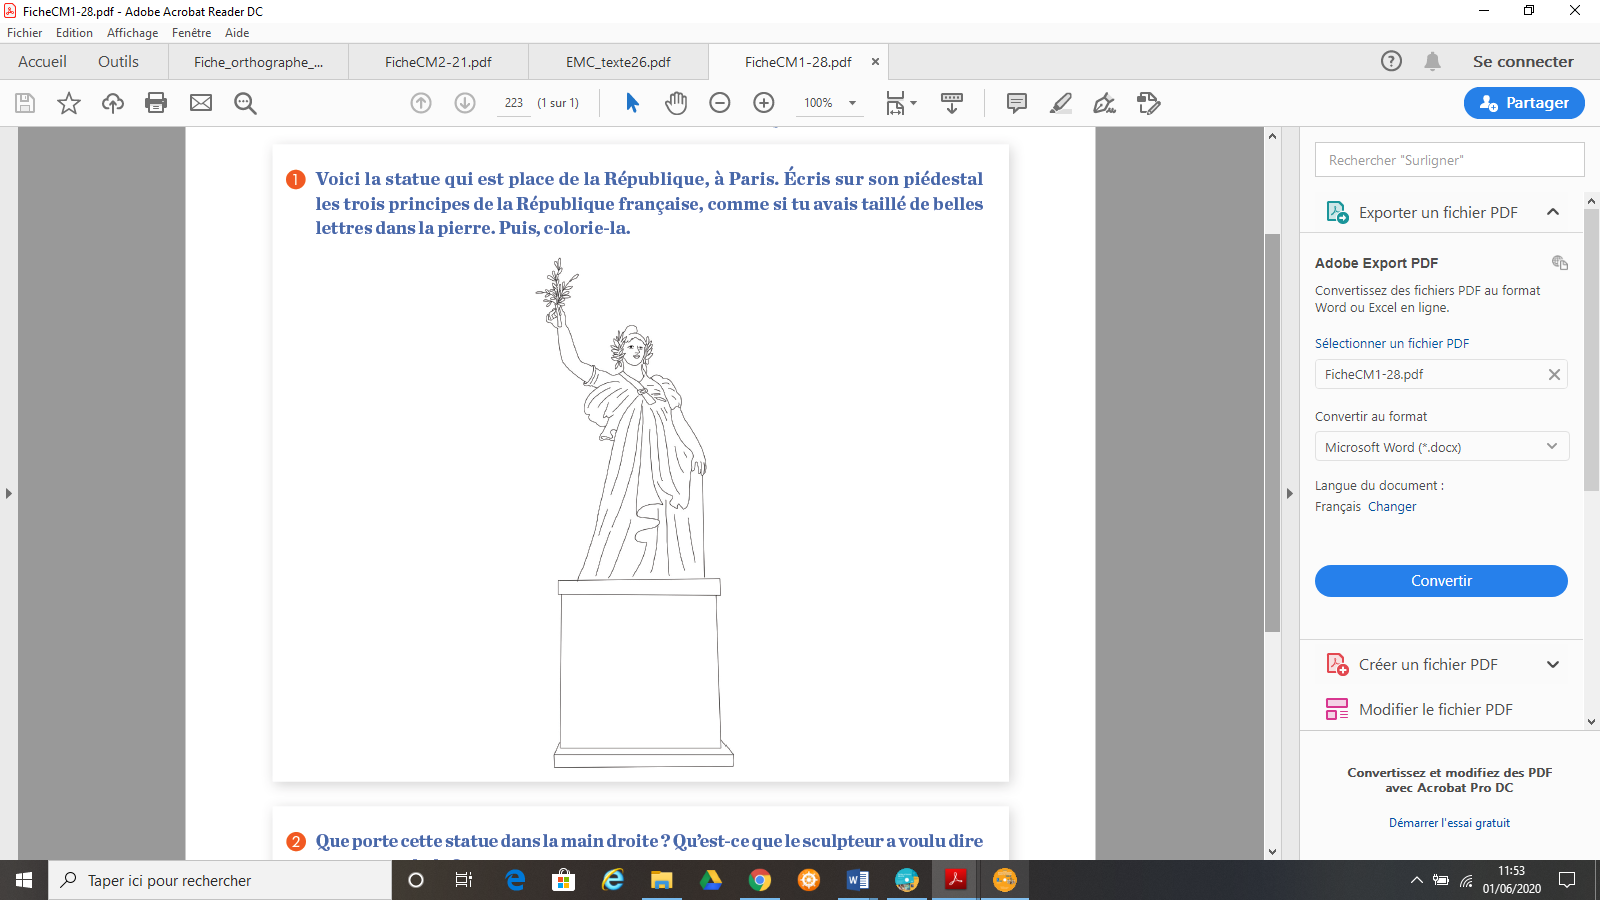 FicheCM1-28.pdf - Adobe Acrobat Reader DC
Fichier Edition Affichage Fenêtre Aide
Accueil Outils Fiche_orthographe_... FicheCM2-21.pdf EMC_texte26.pdf FicheCM1-28.pdf Se connecter
223 (1 sur 1) 100% Partager
1 Voici la statue qui est place de la République, à Paris. Écris sur son piédestal
les trois principes de la République française, comme si tu avais taillé de belles
lettres dans la pierre. Puis, colorie-la.
2 Que porte cette statue dans la main droite ? Qu'est-ce que le sculpteur a voulu dire
Rechercher "Surligner"
Exporter un fichier PDF
Adobe Export PDF
Convertissez des fichiers PDF au format
Word ou Excel en ligne.
Sélectionner un fichier PDF
FicheCM1-28.pdf
Convertir au format
Microsoft Word (*.docx)
Langue du document :
Français Changer
Convertir
Créer un fichier PDF
Modifier le fichier PDF
Convertissez et modifiez des PDF
avec Acrobat Pro DC
Démarrer l'essai gratuit
Taper ici pour rechercher
11:53
01/06/2020